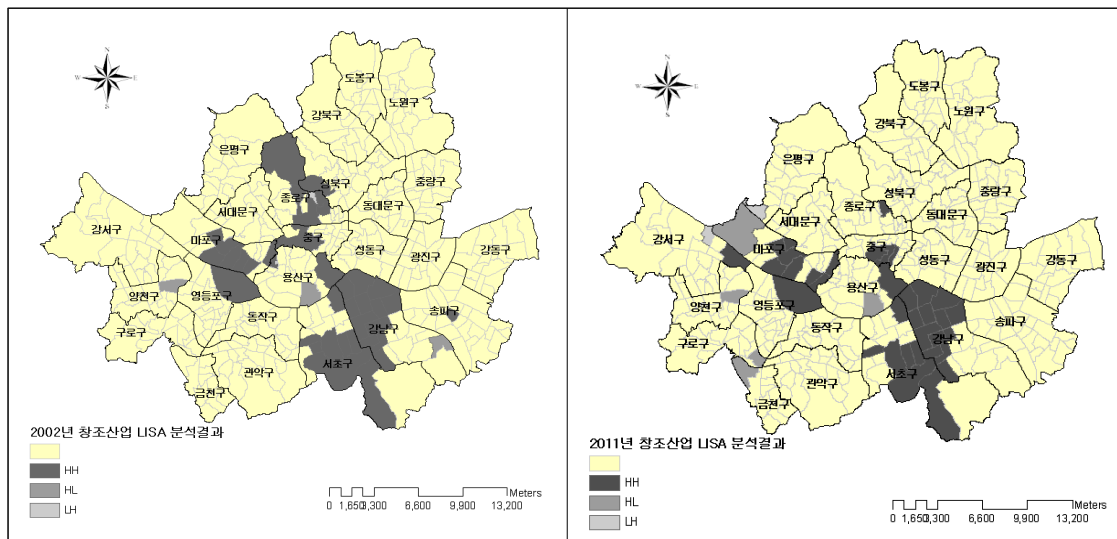 N
W E
S
도봉구
노원구
강북구
은평구
성북구
중랑구
종로구
서대문구
동대문구
강서구
마포구
중구
성동구
광진구
강동구
용산구
양천구
영등포구
송파구
동작구
강남구
구로구
서초구
관악구
금천구
2002년 창조산업 LISA 분석결과
HH
HL
LH
Meters
0 1,650 3,300 6,600 9,900 13,200
N
W E
S
도봉구
노원구
강북구
은평구
성북구
중랑구
종로구
서대문구
동대문구
강서구
마포구
중구
성동구
광진구
강동구
용산구
양천구
영등포구
송파구
동작구
강남구
구로구
서초구
관악구
금천구
2011년 창조산업 LISA 분석결과
HH
HL
LH
Meters
0 1,650 3,300 6,600 9,900 13,200